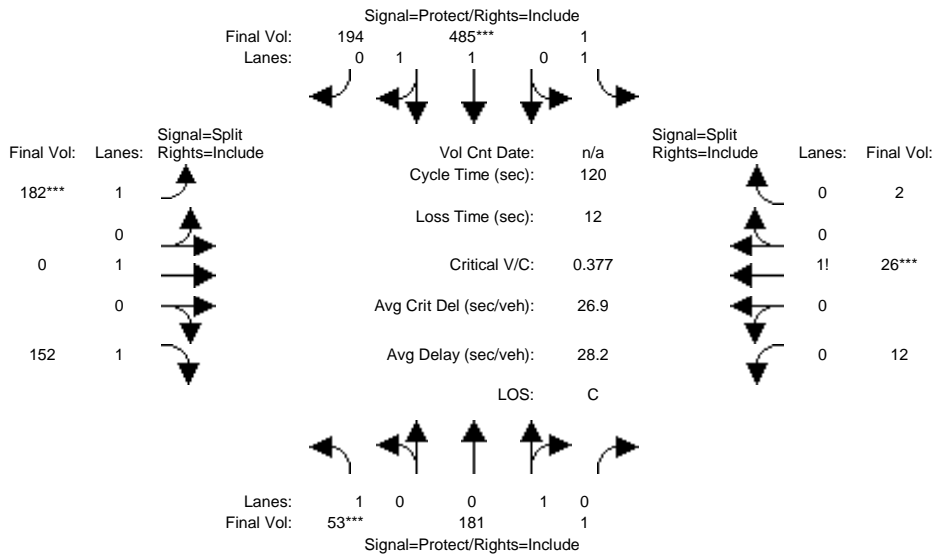 Signal=Protect/Rights=Include
Final Vol: 194 485*** 1
Lanes: 0 1 1 0 1
Signal=Split
Final Vol: Lanes: Rights=Include
Vol Cnt Date: n/a
Signal=Split
Rights=Include Lanes: Final Vol:
182*** 1
Cycle Time (sec): 120
0 2
0
Loss Time (sec): 12
0
0 1
Critical V/C: 0.377
1! 26***
0
Avg Crit Del (sec/veh): 26.9
0
152 1
Avg Delay (sec/veh): 28.2
0 12
LOS: C
Lanes: 1 0 0 1 0
Final Vol: 53*** 181 1
Signal=Protect/Rights=Include